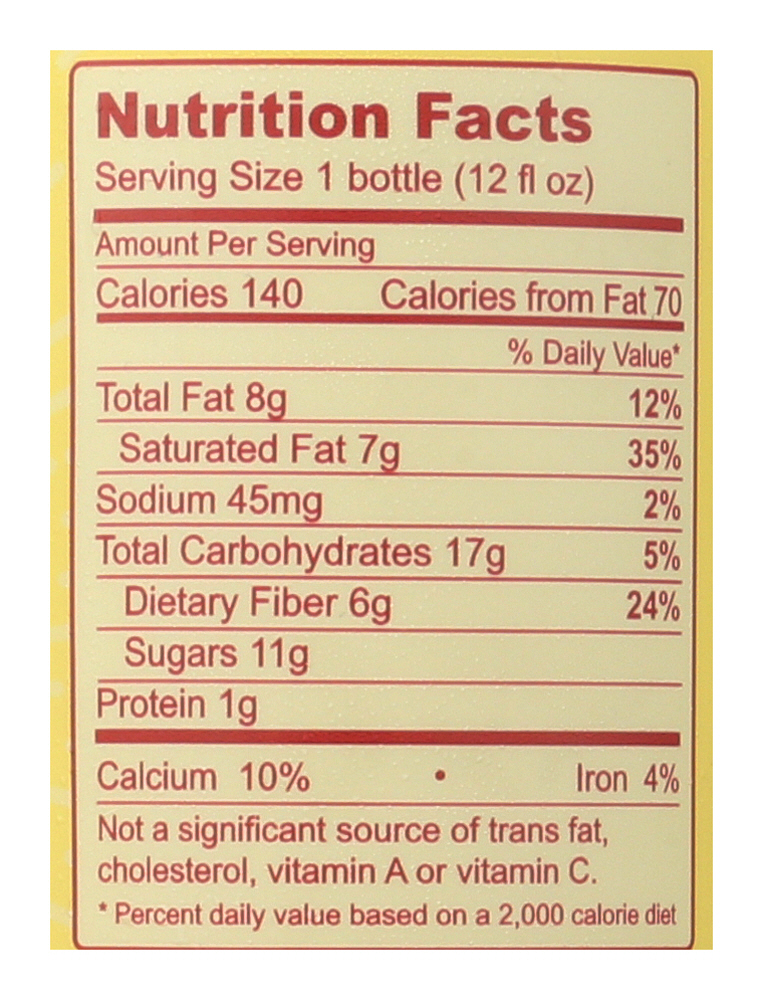 Nutrition Facts
Serving Size 1 bottle (12 fl oz)
Amount Per Serving
Calories 140 Calories from Fat 70
% Daily Value*
Total Fat 8g 12%
Saturated Fat 7g 35%
Sodium 45mg 2%
Total Carbohydrates 17g 5%
Dietary Fiber 6g 24%
Sugars 11g
Protein 1g
Calcium 10% • Iron 4%
Not a significant source of trans fat,
cholesterol, vitamin A or vitamin C.
* Percent daily value based on a 2,000 calorie diet